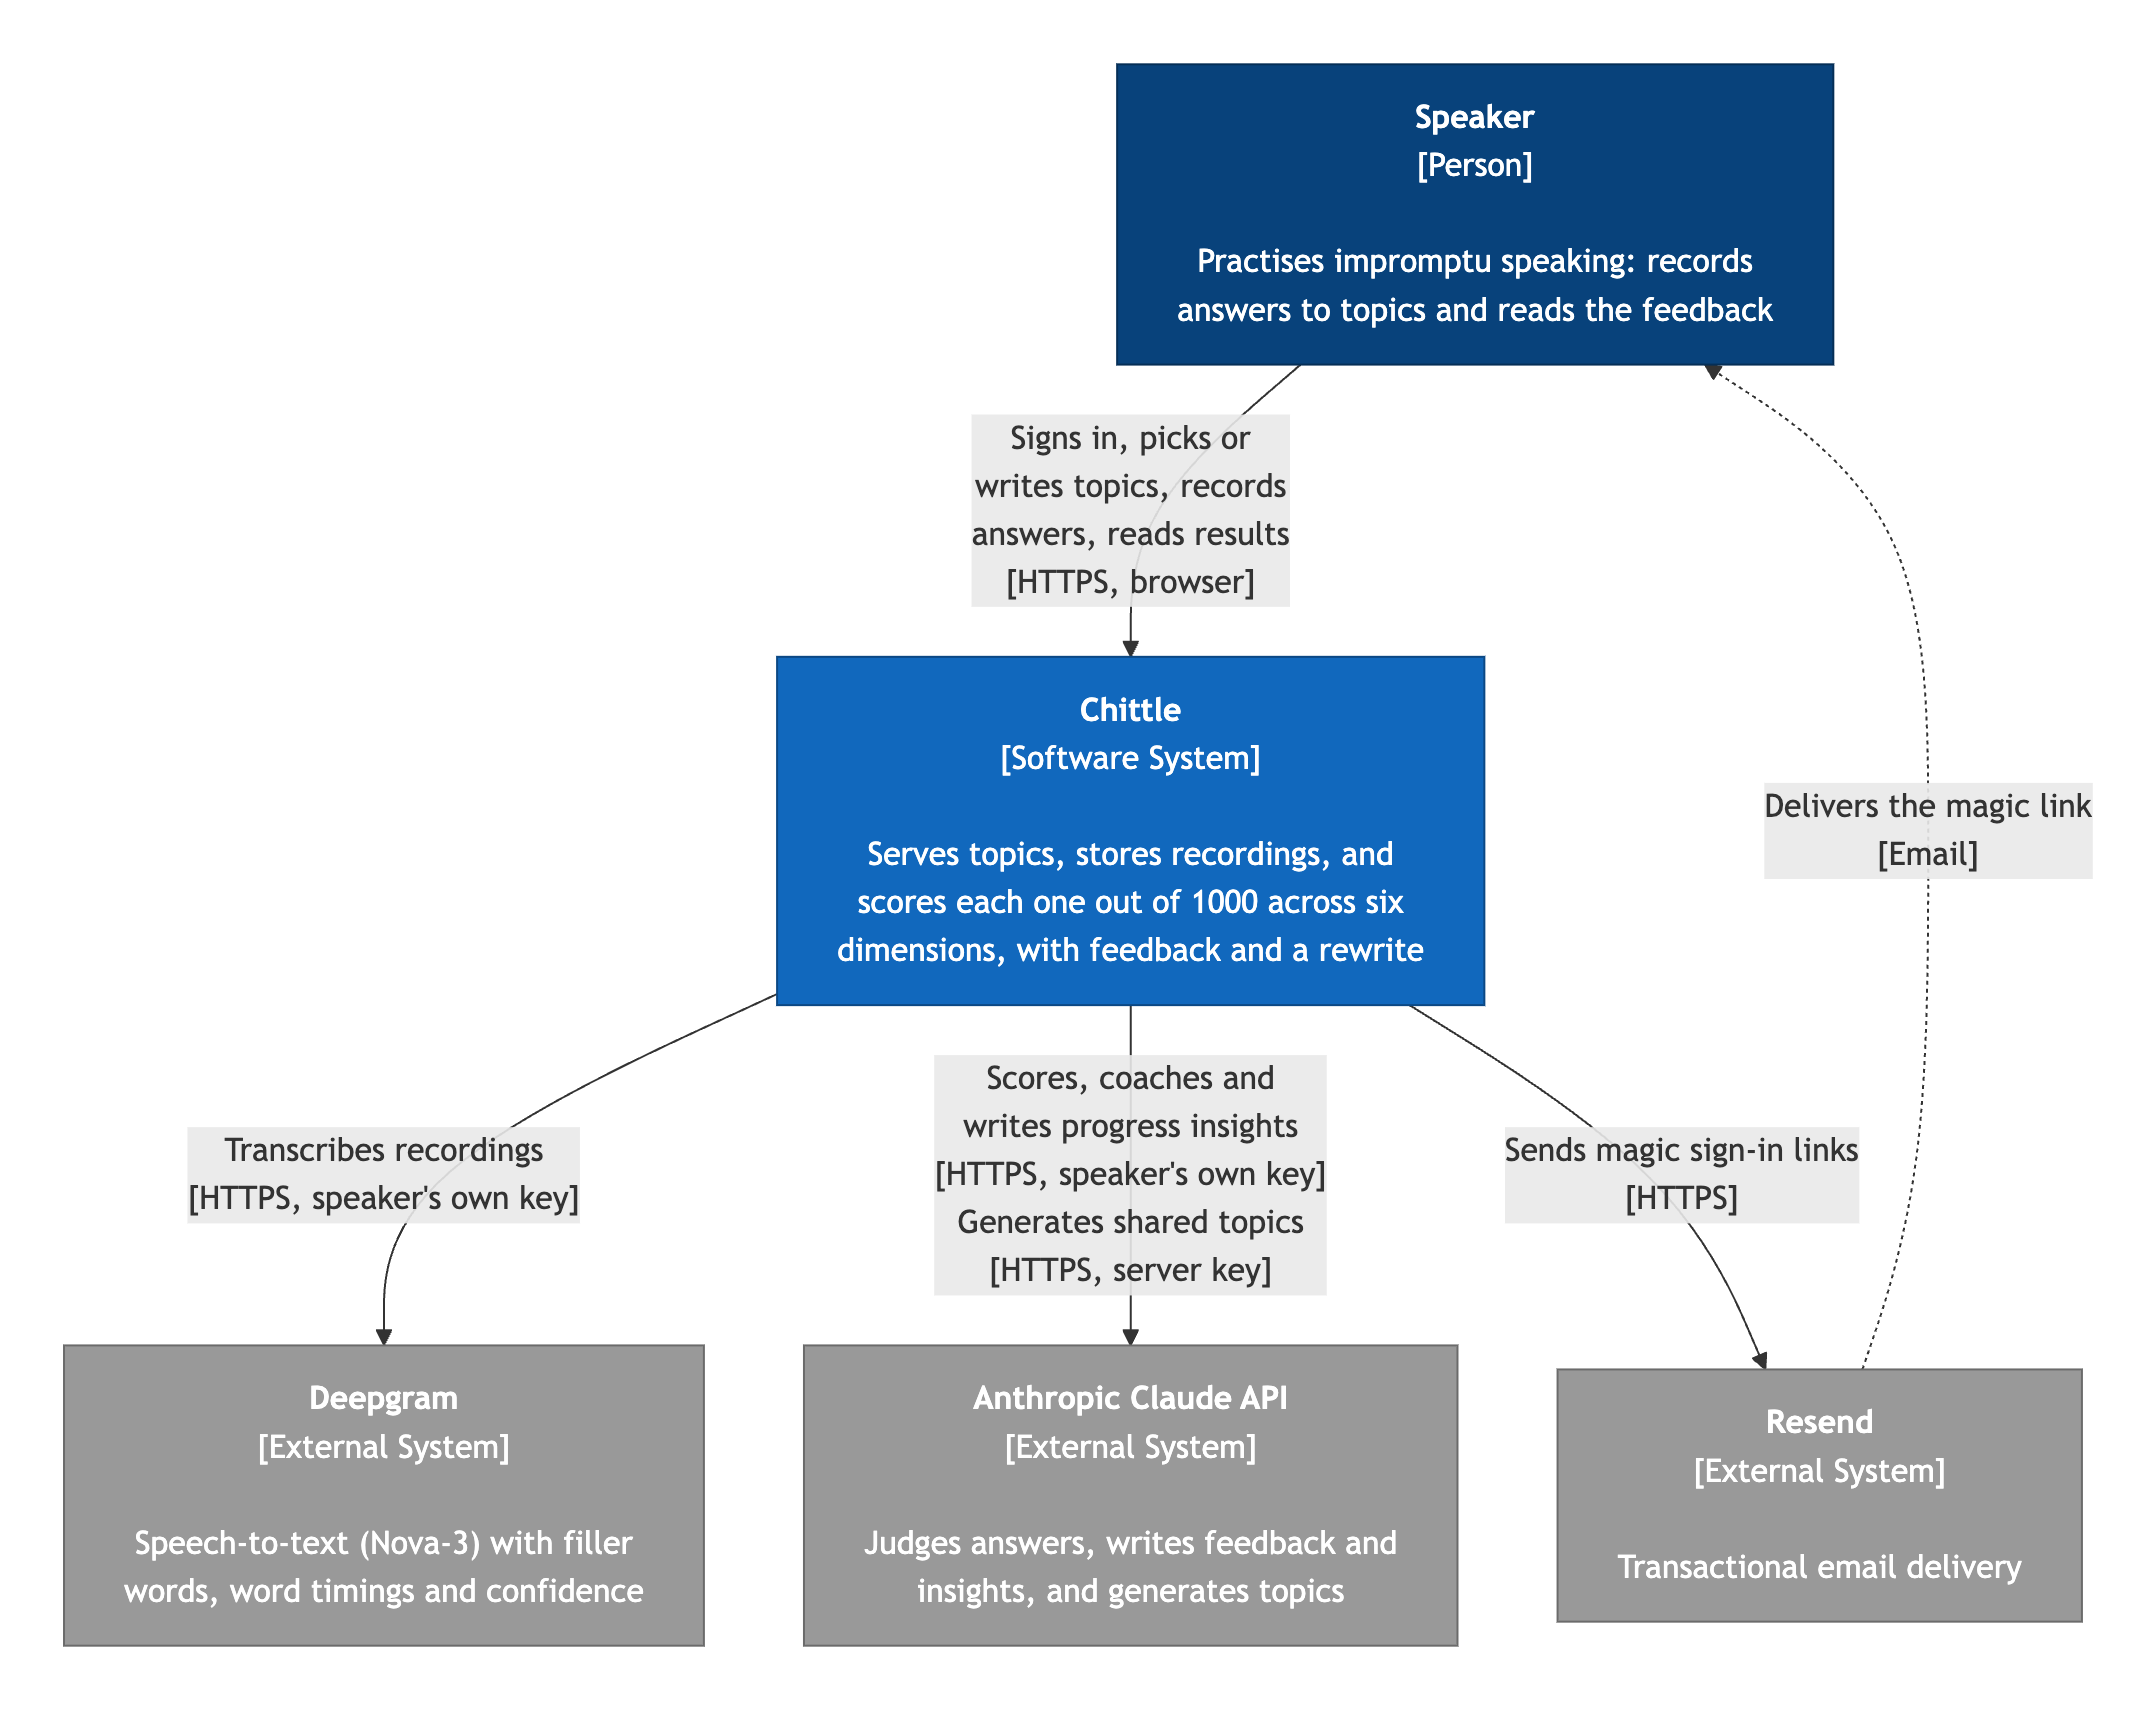 Speaker
[Person]
Practises impromptu speaking: records
answers to topics and reads the feedback
Signs in, picks or
writes topics, records
answers, reads results
[HTTPS, browser]
Chittle
[Software System]
Serves topics, stores recordings, and
scores each one out of 1000 across six
dimensions, with feedback and a rewrite
Delivers the magic link
[Email]
Transcribes recordings
[HTTPS, speaker's own key]
Scores, coaches and
writes progress insights
[HTTPS, speaker's own key]
Generates shared topics
[HTTPS, server key]
Sends magic sign-in links
[HTTPS]
Deepgram
[External System]
Speech-to-text (Nova-3) with filler
words, word timings and confidence
Anthropic Claude API
[External System]
Judges answers, writes feedback and
insights, and generates topics
Resend
[External System]
Transactional email delivery